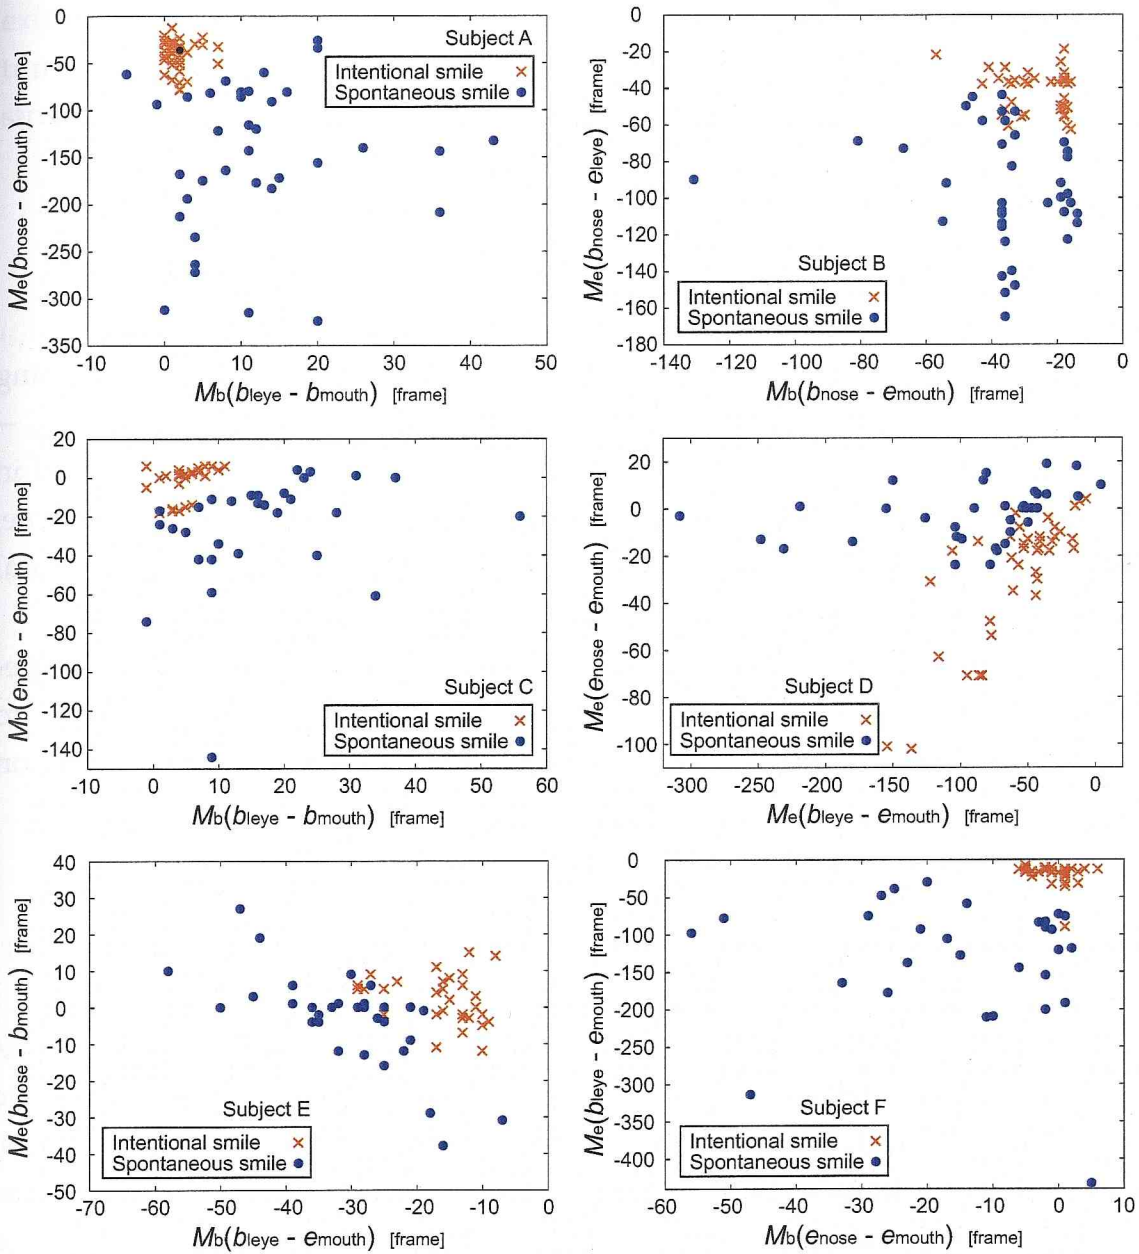 0
-50
-100
-150
-200
-250
-300
-350
-10 0 10 20 30 40 50
Me(bnose - emouth) [frame]
Mb(bleye - bmouth) [frame]
Subject A
Intentional smile
Spontaneous smile
0
-20
-40
-60
-80
-100
-120
-140
-160
-180
-140 -120 -100 -80 -60 -40 -20 0
Me(bnose - eleye) [frame]
Mb(bnose - emouth) [frame]
Subject B
Intentional smile
Spontaneous smile
20
0
-20
-40
-60
-80
-100
-120
-140
-10 0 10 20 30 40 50 60
Mb(enose - emouth) [frame]
Mb(bleye - bmouth) [frame]
Subject C
Intentional smile
Spontaneous smile
20
0
-20
-40
-60
-80
-100
-300 -250 -200 -150 -100 -50 0
Me(enose - emouth) [frame]
Me(bleye - emouth) [frame]
Subject D
Intentional smile
Spontaneous smile
40
30
20
10
0
-10
-20
-30
-40
-50
-70 -60 -50 -40 -30 -20 -10 0
Me(bnose - bmouth) [frame]
Mb(bleye - emouth) [frame]
Subject E
Intentional smile
Spontaneous smile
0
-50
-100
-150
-200
-250
-300
-350
-400
-60 -50 -40 -30 -20 -10 0 10
Me(bleye - emouth) [frame]
Mb(enose - emouth) [frame]
Subject F
Intentional smile
Spontaneous smile